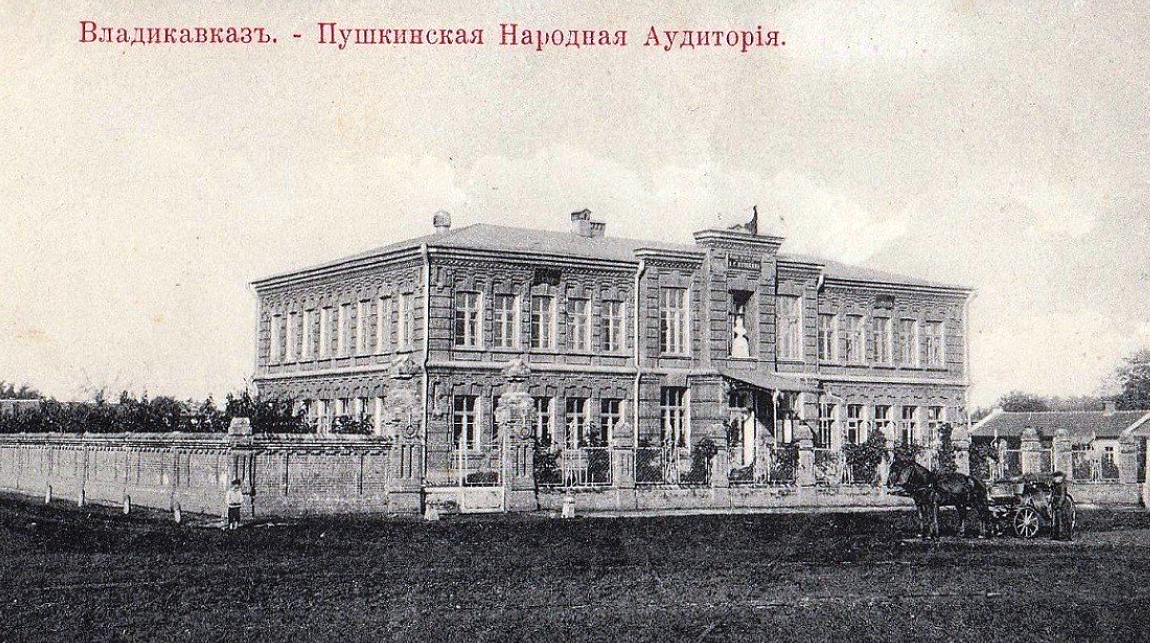 Владикавказъ. - Пушкинская Народная Аудиторія.